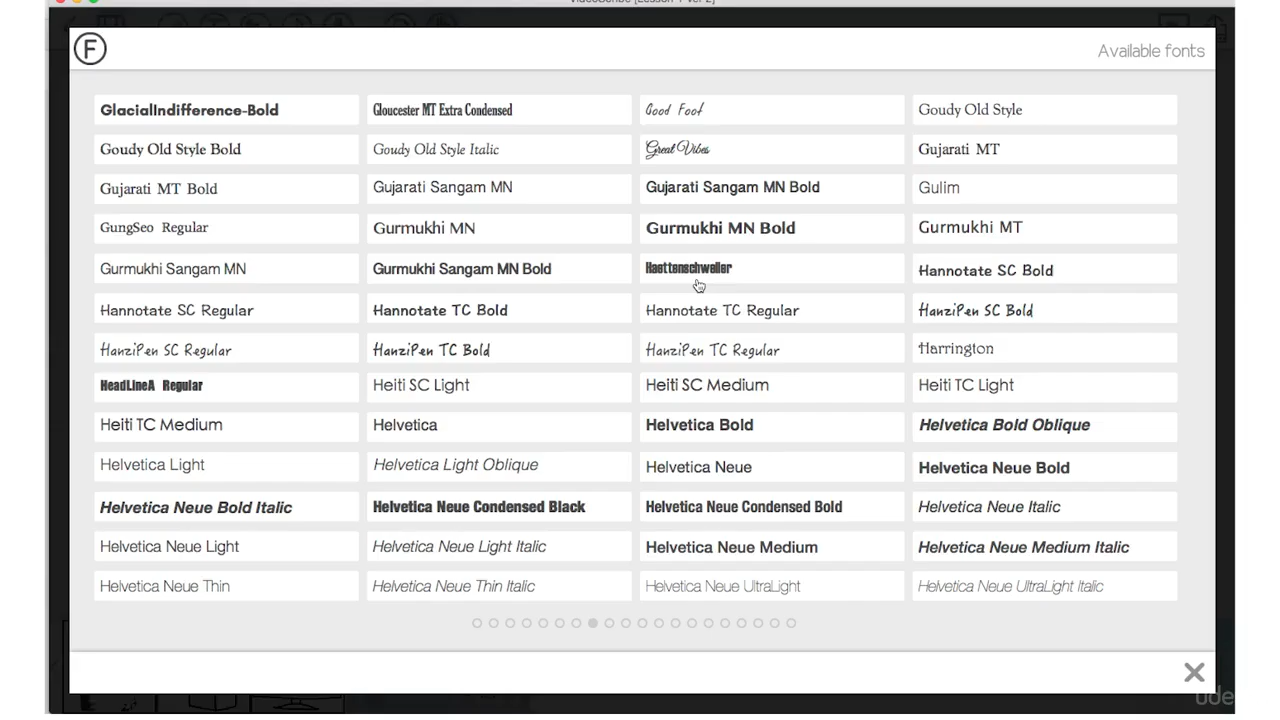 VideoScribe [Lesson 1 ver 2]
F Available fonts
GlacialIndifference-Bold Gloucester MT Extra Condensed Good Foot Goudy Old Style
Goudy Old Style Bold Goudy Old Style Italic Great Vibes Gujarati MT
Gujarati MT Bold Gujarati Sangam MN Gujarati Sangam MN Bold Gulim
GungSeo Regular Gurmukhi MN Gurmukhi MN Bold Gurmukhi MT
Gurmukhi Sangam MN Gurmukhi Sangam MN Bold Haettenschweiler Hannotate SC Bold
Hannotate SC Regular Hannotate TC Bold Hannotate TC Regular HanziPen SC Bold
HanziPen SC Regular HanziPen TC Bold HanziPen TC Regular Harrington
HeadLineA Regular Heiti SC Light Heiti SC Medium Heiti TC Light
Heiti TC Medium Helvetica Helvetica Bold Helvetica Bold Oblique
Helvetica Light Helvetica Light Oblique Helvetica Neue Helvetica Neue Bold
Helvetica Neue Bold Italic Helvetica Neue Condensed Black Helvetica Neue Condensed Bold Helvetica Neue Italic
Helvetica Neue Light Helvetica Neue Light Italic Helvetica Neue Medium Helvetica Neue Medium Italic
Helvetica Neue Thin Helvetica Neue Thin Italic Helvetica Neue UltraLight Helvetica Neue UltraLight Italic
ude